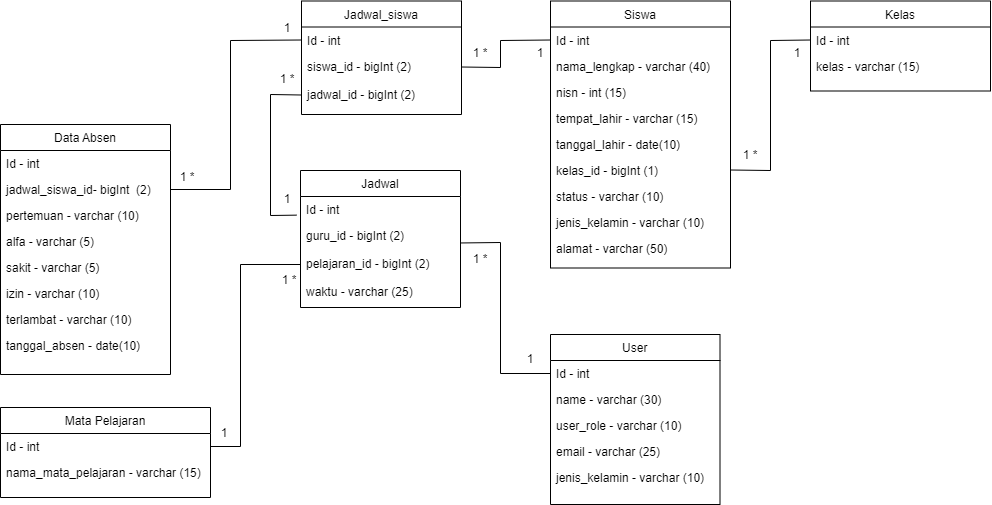 Jadwal_siswa
Id - int
siswa_id - bigInt (2)
jadwal_id - bigInt (2)
Siswa
Id - int
nama_lengkap - varchar (40)
nisn - int (15)
tempat_lahir - varchar (15)
tanggal_lahir - date(10)
kelas_id - bigInt (1)
status - varchar (10)
jenis_kelamin - varchar (10)
alamat - varchar (50)
Kelas
Id - int
kelas - varchar (15)
1
1 *
1 *
1
1
1 *
Data Absen
Id - int
jadwal_siswa_id- bigInt (2)
pertemuan - varchar (10)
alfa - varchar (5)
sakit - varchar (5)
izin - varchar (10)
terlambat - varchar (10)
tanggal_absen - date(10)
1 *
1
Jadwal
Id - int
guru_id - bigInt (2)
pelajaran_id - bigInt (2)
waktu - varchar (25)
1 *
1 *
1
User
Id - int
name - varchar (30)
user_role - varchar (10)
email - varchar (25)
jenis_kelamin - varchar (10)
Mata Pelajaran
Id - int
nama_mata_pelajaran - varchar (15)
1